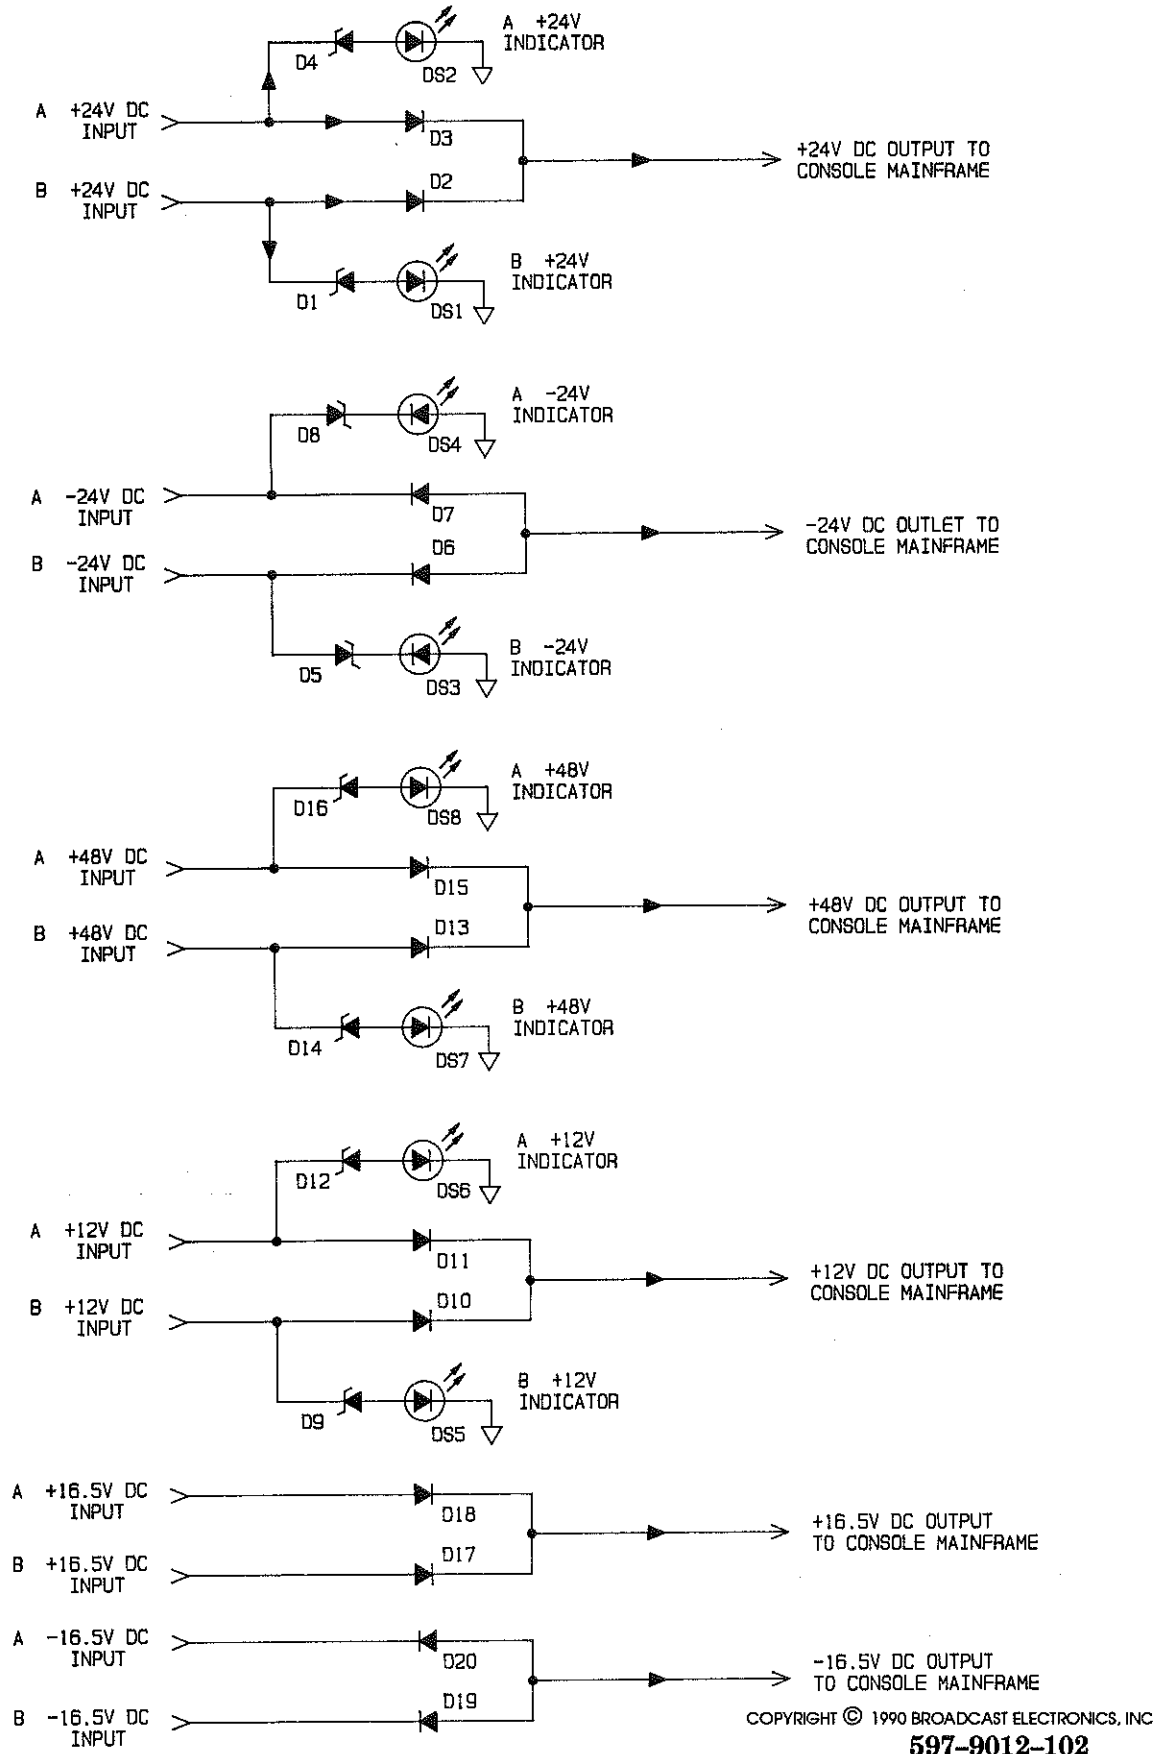 A +24V
INDICATOR
D4
DS2
A +24V DC
INPUT
D3
+24V DC OUTPUT TO
CONSOLE MAINFRAME
B +24V DC
INPUT
D2
B +24V
INDICATOR
D1
DS1
A -24V
INDICATOR
D8
DS4
A -24V DC
INPUT
D7
-24V DC OUTLET TO
CONSOLE MAINFRAME
B -24V DC
INPUT
D6
B -24V
INDICATOR
D5
DS3
A +48V
INDICATOR
D16
DS8
A +48V DC
INPUT
D15
+48V DC OUTPUT TO
CONSOLE MAINFRAME
B +48V DC
INPUT
D13
B +48V
INDICATOR
D14
DS7
A +12V
INDICATOR
D12
DS6
A +12V DC
INPUT
D11
+12V DC OUTPUT TO
CONSOLE MAINFRAME
B +12V DC
INPUT
D10
B +12V
INDICATOR
D9
DS5
A +16.5V DC
INPUT
D18
+16.5V DC OUTPUT
TO CONSOLE MAINFRAME
B +16.5V DC
INPUT
D17
A -16.5V DC
INPUT
D20
-16.5V DC OUTPUT
TO CONSOLE MAINFRAME
B -16.5V DC
INPUT
D19
COPYRIGHT © 1990 BROADCAST ELECTRONICS, INC
597-9012-102